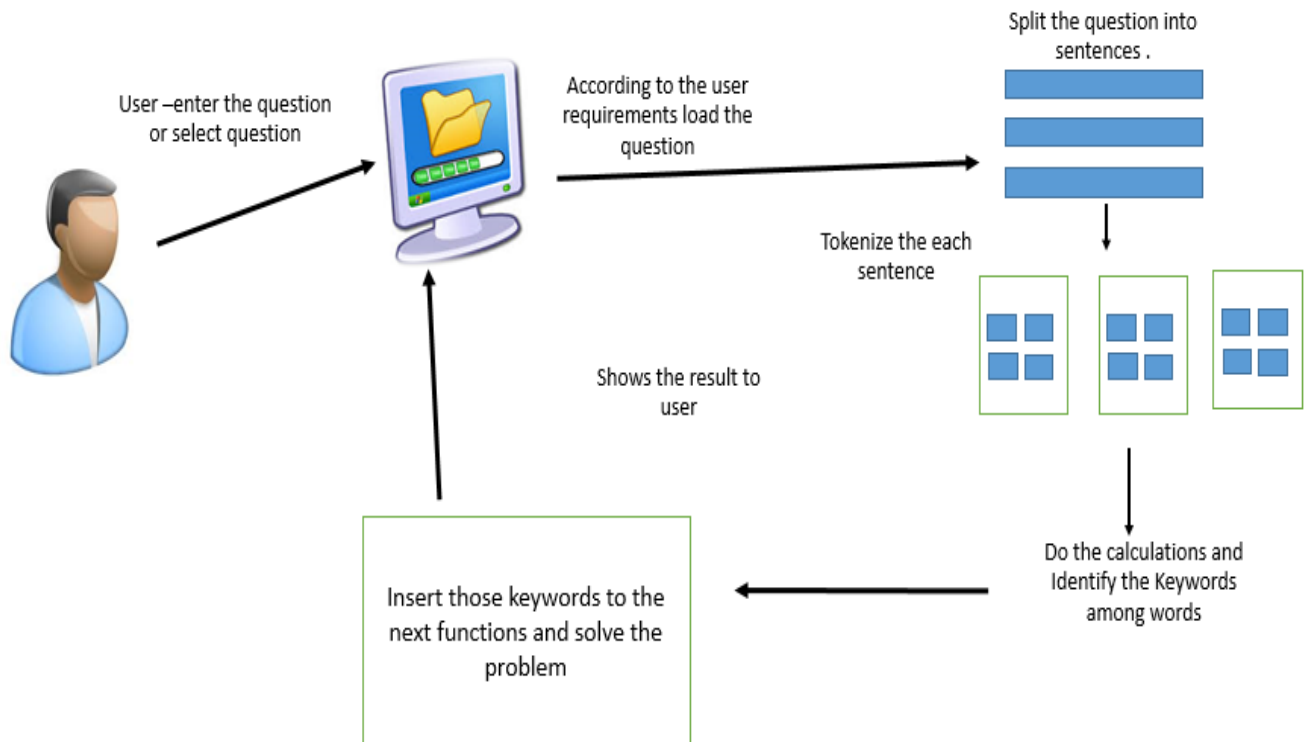 User –enter the question
or select question
According to the user
requirements load the
question
Split the question into
sentences .
Tokenize the each
sentence
Do the calculations and
Identify the Keywords
among words
Insert those keywords to the
next functions and solve the
problem
Shows the result to
user